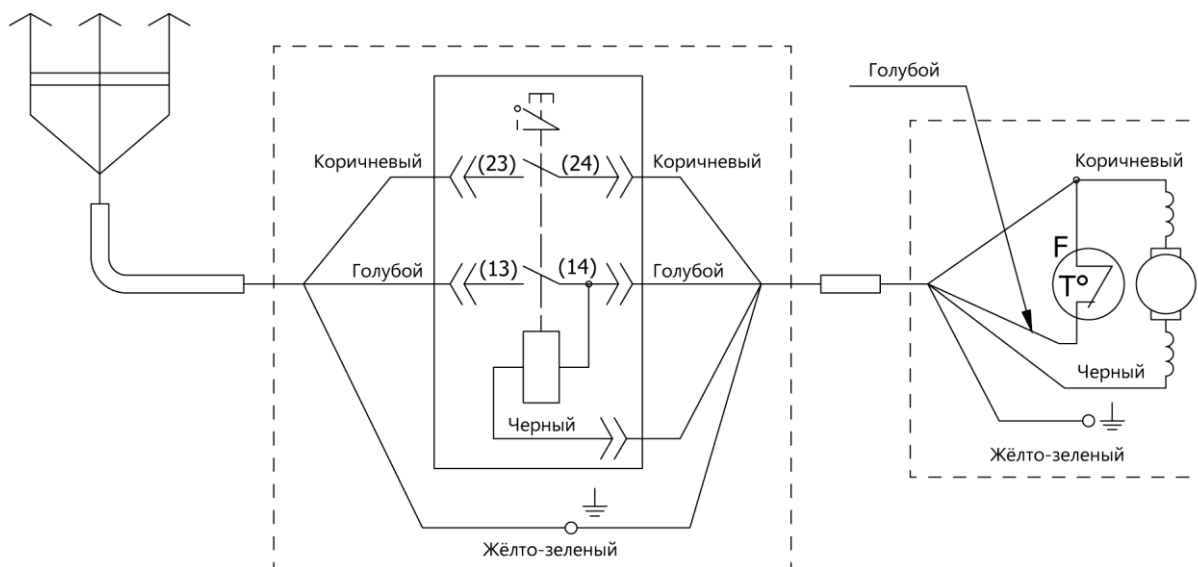 Голубой
Коричневый (23) (24) Коричневый
Коричневый
Голубой (13) (14) Голубой
F
T°
Черный
Черный
Жёлто-зеленый
Жёлто-зеленый